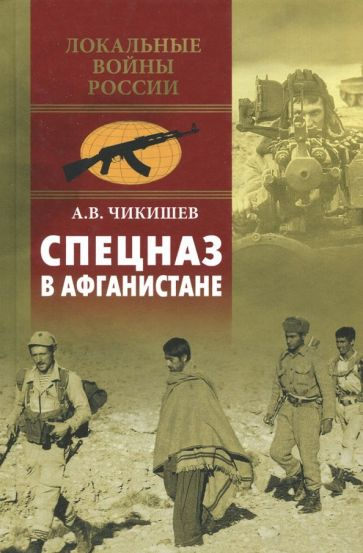 ЛОКАЛЬНЫЕ
ВОЙНЫ
РОССИИ
А.В. ЧИКИШЕВ
СПЕЦНАЗ
В АФГАНИСТАНЕ